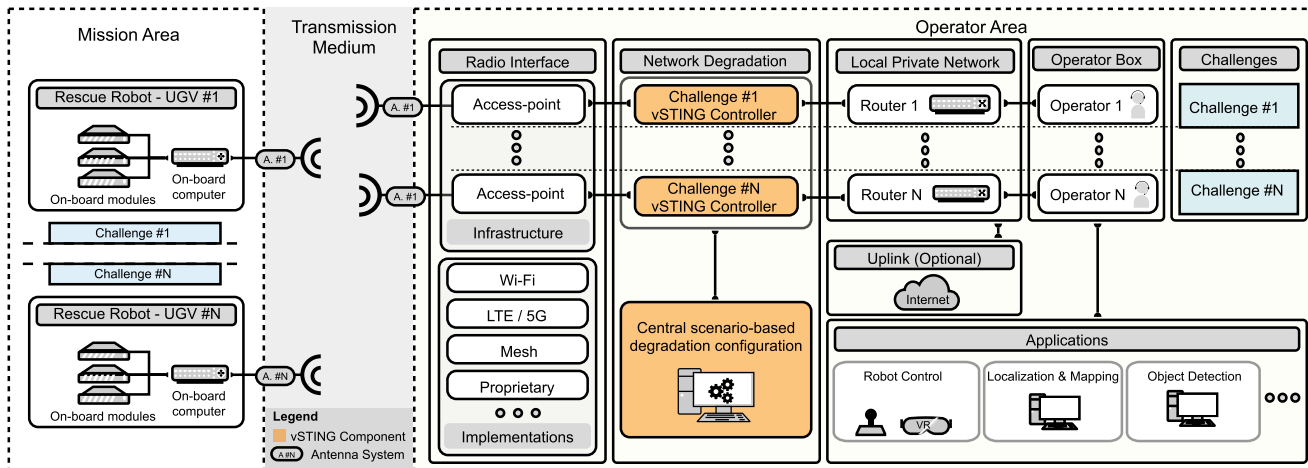 Mission Area
Transmission
Medium
Operator Area
Rescue Robot - UGV #1
On-board modules
On-board
computer
A. #1
Challenge #1
Challenge #N
Rescue Robot - UGV #N
On-board modules
On-board
computer
A. #N
A. #1
A. #1
Legend
vSTING Component
A #N
Antenna System
Radio Interface
Access-point
Access-point
Infrastructure
Wi-Fi
LTE / 5G
Mesh
Proprietary
Implementations
Network Degradation
Challenge #1
vSTING Controller
Challenge #N
vSTING Controller
Central scenario-based
degradation configuration
Local Private Network
Router 1
Router N
Uplink (Optional)
Internet
Operator Box
Operator 1
Operator N
Challenges
Challenge #1
Challenge #N
Applications
Robot Control
VR
Localization & Mapping
Object Detection